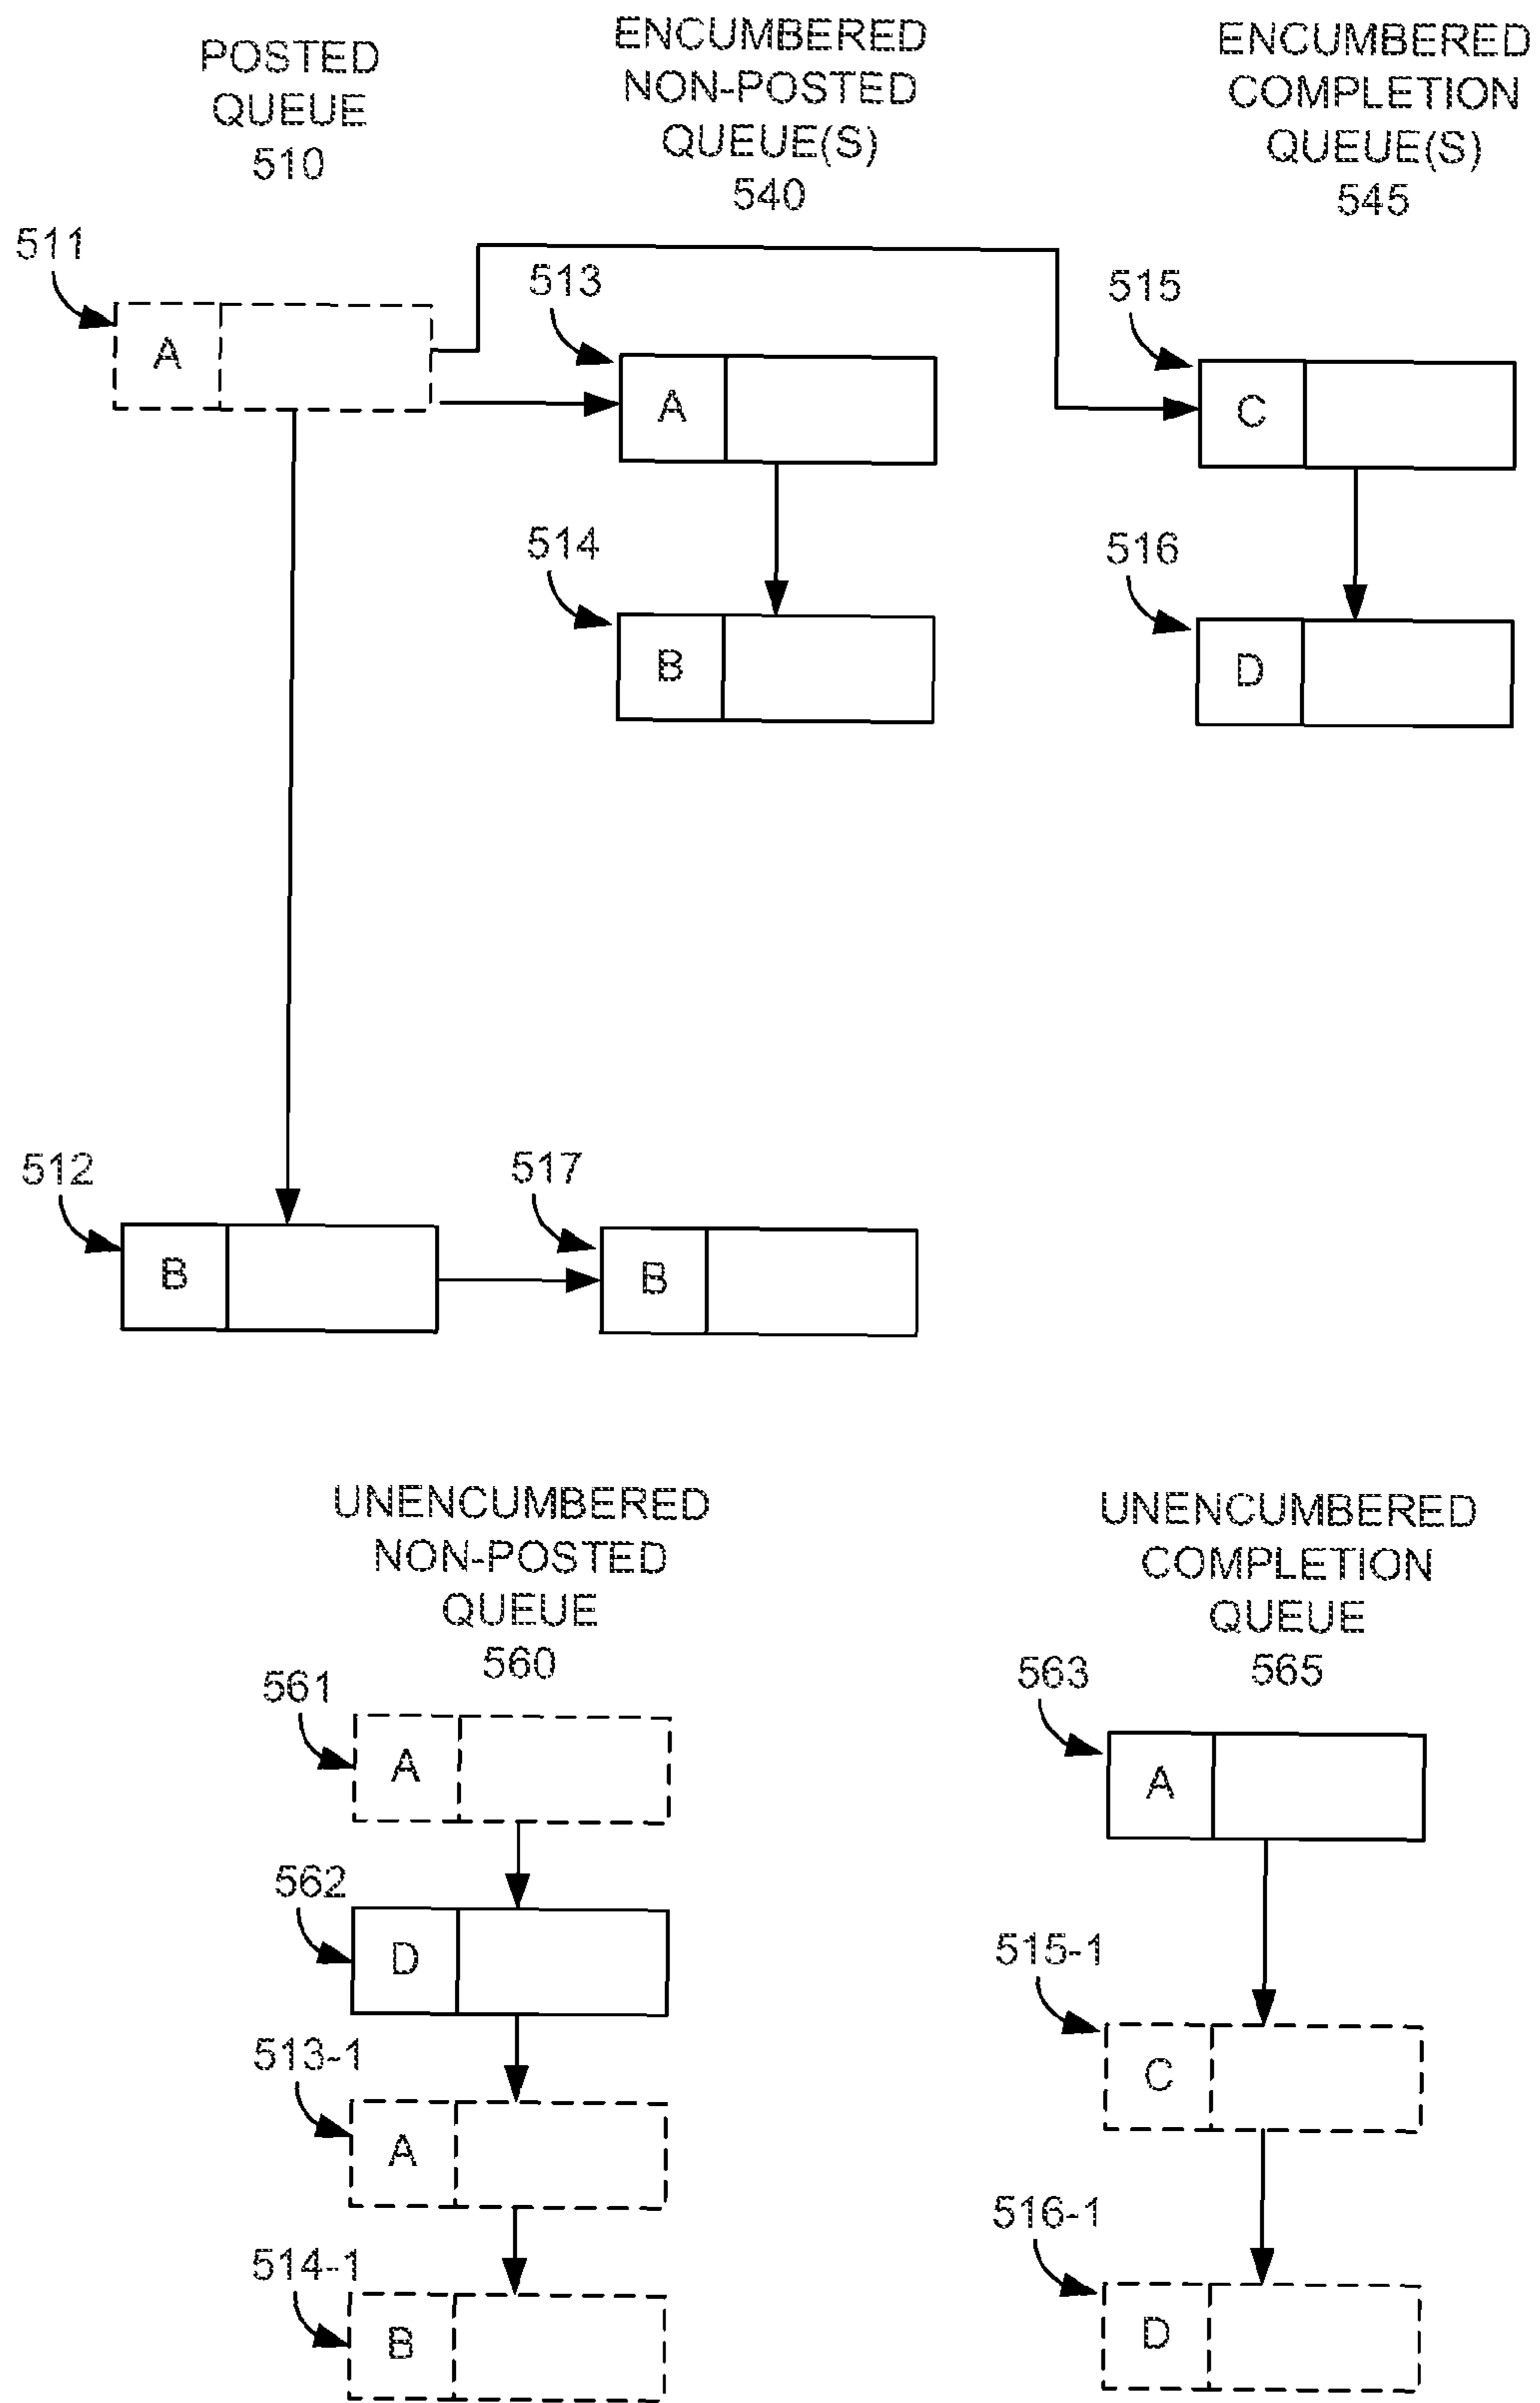 POSTED
QUEUE
510
ENCUMBERED
NON-POSTED
QUEUE(S)
540
ENCUMBERED
COMPLETION
QUEUE(S)
545
511
A
513
A
515
C
514
B
516
D
512
B
517
B
UNENCUMBERED
NON-POSTED
QUEUE
560
UNENCUMBERED
COMPLETION
QUEUE
565
561
A
563
A
562
D
515-1
C
513-1
A
516-1
D
514-1
B